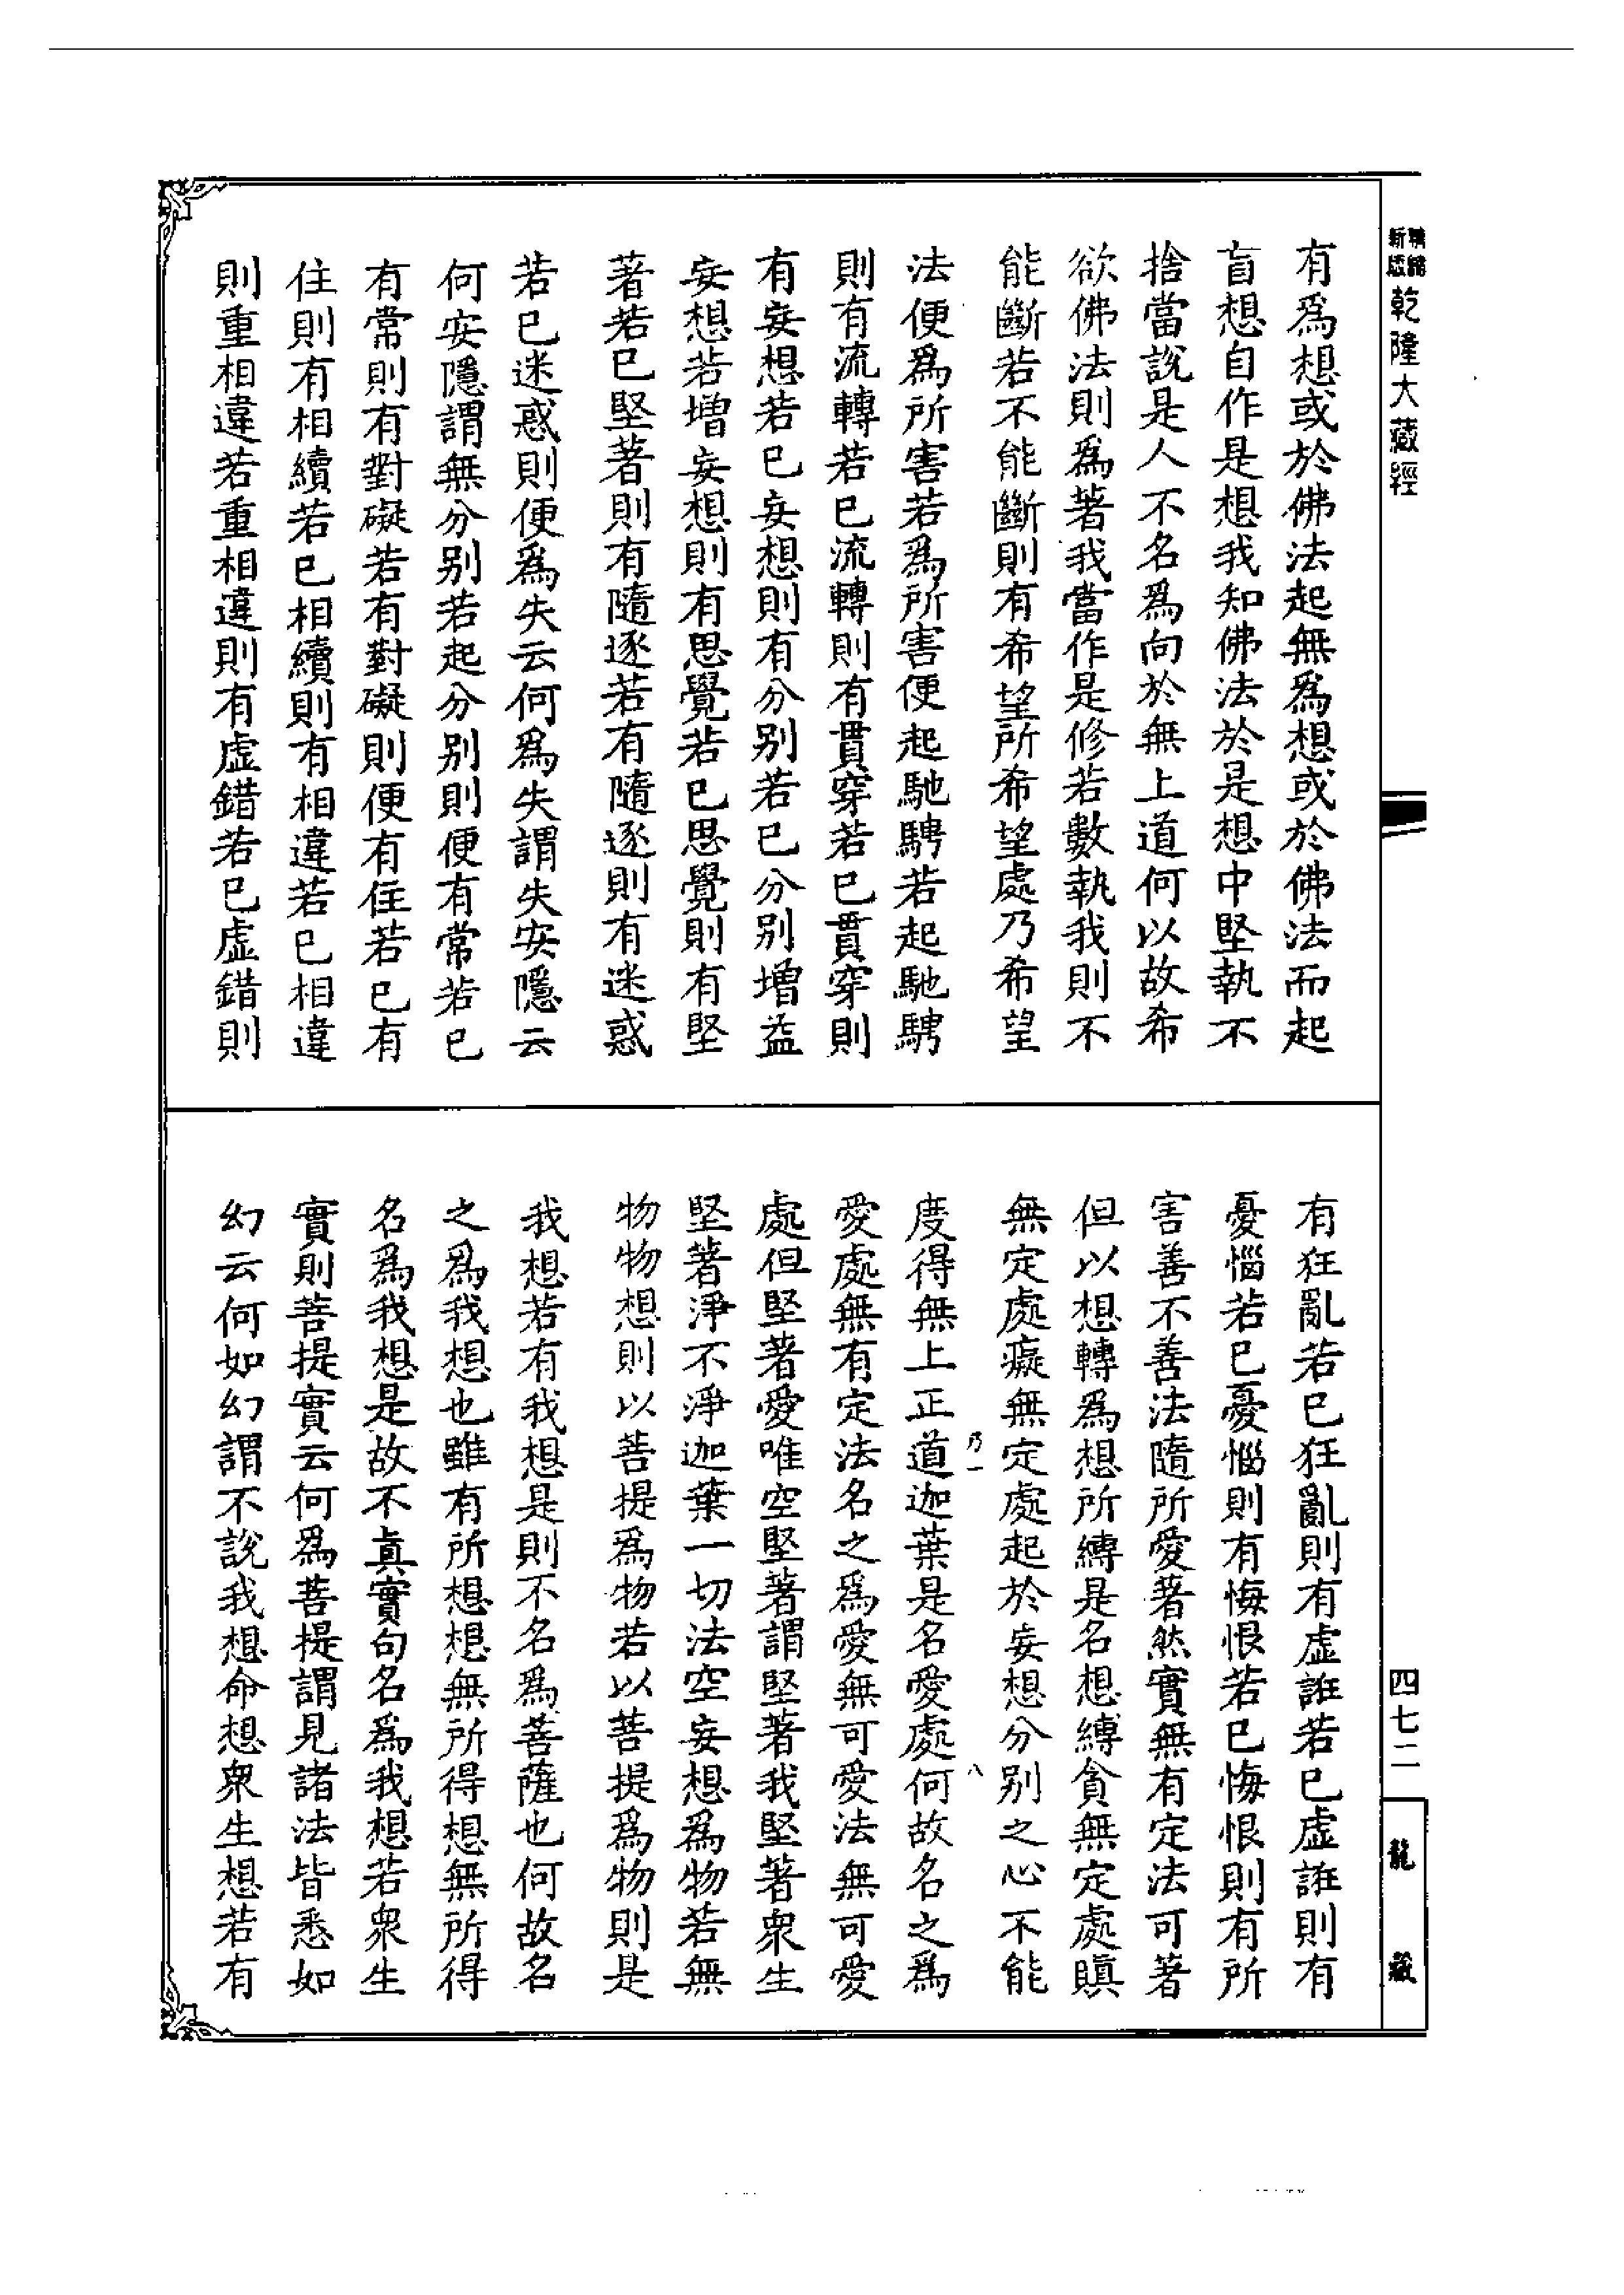 新版精縮乾隆大藏經
有爲想或於佛法起無爲想或於佛法而起
盲想自作是想我知佛法於是想中堅執不
捨當說是人不名爲向於無上道何以故希
欲佛法則爲著我當作是修若數執我則不
能斷若不能斷則有希望所希望處乃希望
法便爲所害若爲所害便起馳騁若起馳騁
則有流轉若已流轉則有貫穿若已貫穿則
有妄想若已妄想則有分別若已分別增益
妄想若增妄想則有思覺若已思覺則有堅
著若已堅著則有隨逐若有隨逐則有迷惑
若已迷惑則便爲失云何爲失謂失安隱云
何安隱謂無分別若起分別則便有常若已
有常則有對礙若有對礙則便有住若已有
住則有相續若已相續則有相違若已相違
則重相違若重相違則有虛錯若已虛錯則
有狂亂若已狂亂則有虛誑若已虛誑則有
憂惱若已憂惱則有悔恨若已悔恨則有所
害善不善法隨所愛著然實無有定法可著
但以想轉爲想所縛是名想縛貪無定處瞋
無定處癡無定處起於妄想分別之心不能
度得無上正道迦葉是名愛處何故名之爲
乃一
八
愛處無有定法名之爲愛無可愛法無可愛
處但堅著愛唯空堅著謂堅著我堅著衆生
堅著淨不淨迦葉一切法空妄想爲物若無
物物想則以菩提爲物若以菩提爲物則是
我想若有我想是則不名爲菩薩也何故名
之爲我想也雖有所想想無所得想無所得
名爲我想是故不真實句名爲我想若衆生
實則菩提實云何爲菩提謂見諸法皆悉如
幻云何如幻幻謂不說我想命想衆生想若有
四七二
龍藏